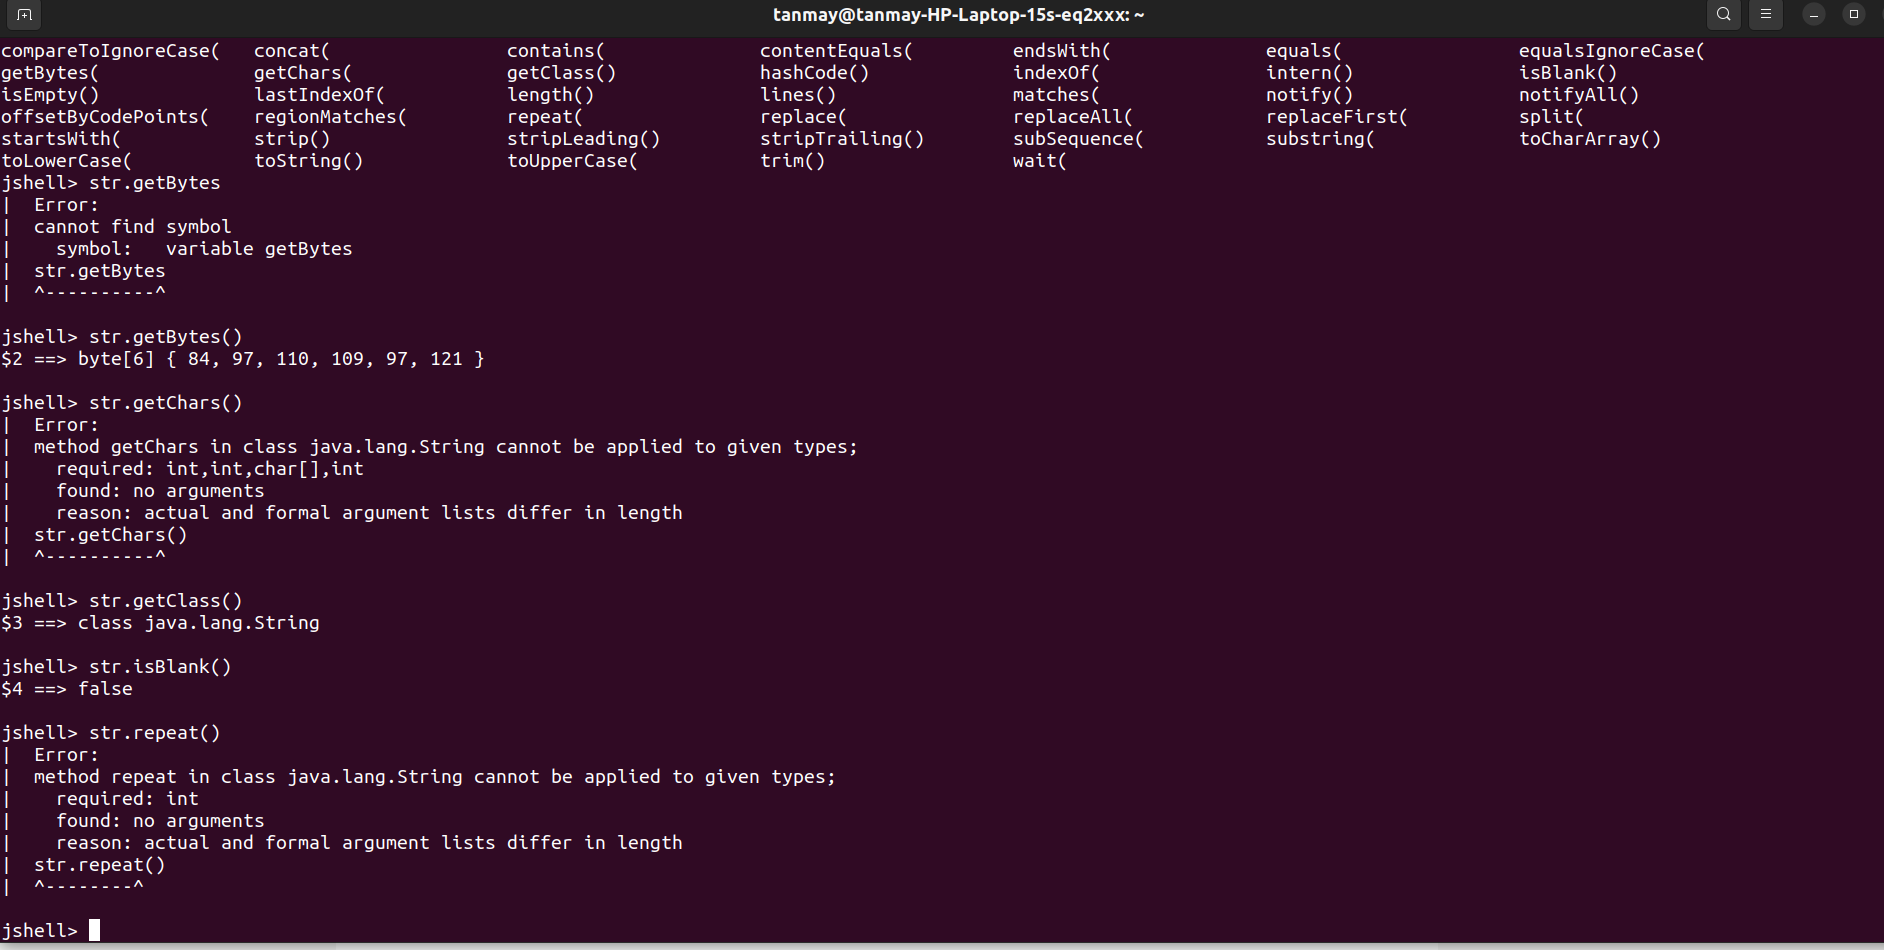 tanmay@tanmay-HP-Laptop-15s-eq2xxx: ~
compareToIgnoreCase(   concat(                contains(              contentEquals(         endsWith(              equals(                equalsIgnoreCase(
getBytes(              getChars(              getClass()             hashCode()             indexOf(               intern()               isBlank()
isEmpty()              lastIndexOf(           length()               lines()                matches(               notify()               notifyAll()
offsetByCodePoints(    regionMatches(         repeat(                replace(               replaceAll(            replaceFirst(          split(
startsWith(            strip()                stripLeading()         stripTrailing()        subSequence(           substring(             toCharArray()
toLowerCase(           toString()             toUpperCase(           trim()                 wait(
jshell> str.getBytes
|  Error:
|  cannot find symbol
|    symbol:   variable getBytes
|  str.getBytes
|  ^----------^

jshell> str.getBytes()
$2 ==> byte[6] { 84, 97, 110, 109, 97, 121 }

jshell> str.getChars()
|  Error:
|  method getChars in class java.lang.String cannot be applied to given types;
|    required: int,int,char[],int
|    found: no arguments
|    reason: actual and formal argument lists differ in length
|  str.getChars()
|  ^----------^

jshell> str.getClass()
$3 ==> class java.lang.String

jshell> str.isBlank()
$4 ==> false

jshell> str.repeat()
|  Error:
|  method repeat in class java.lang.String cannot be applied to given types;
|    required: int
|    found: no arguments
|    reason: actual and formal argument lists differ in length
|  str.repeat()
|  ^--------^

jshell>